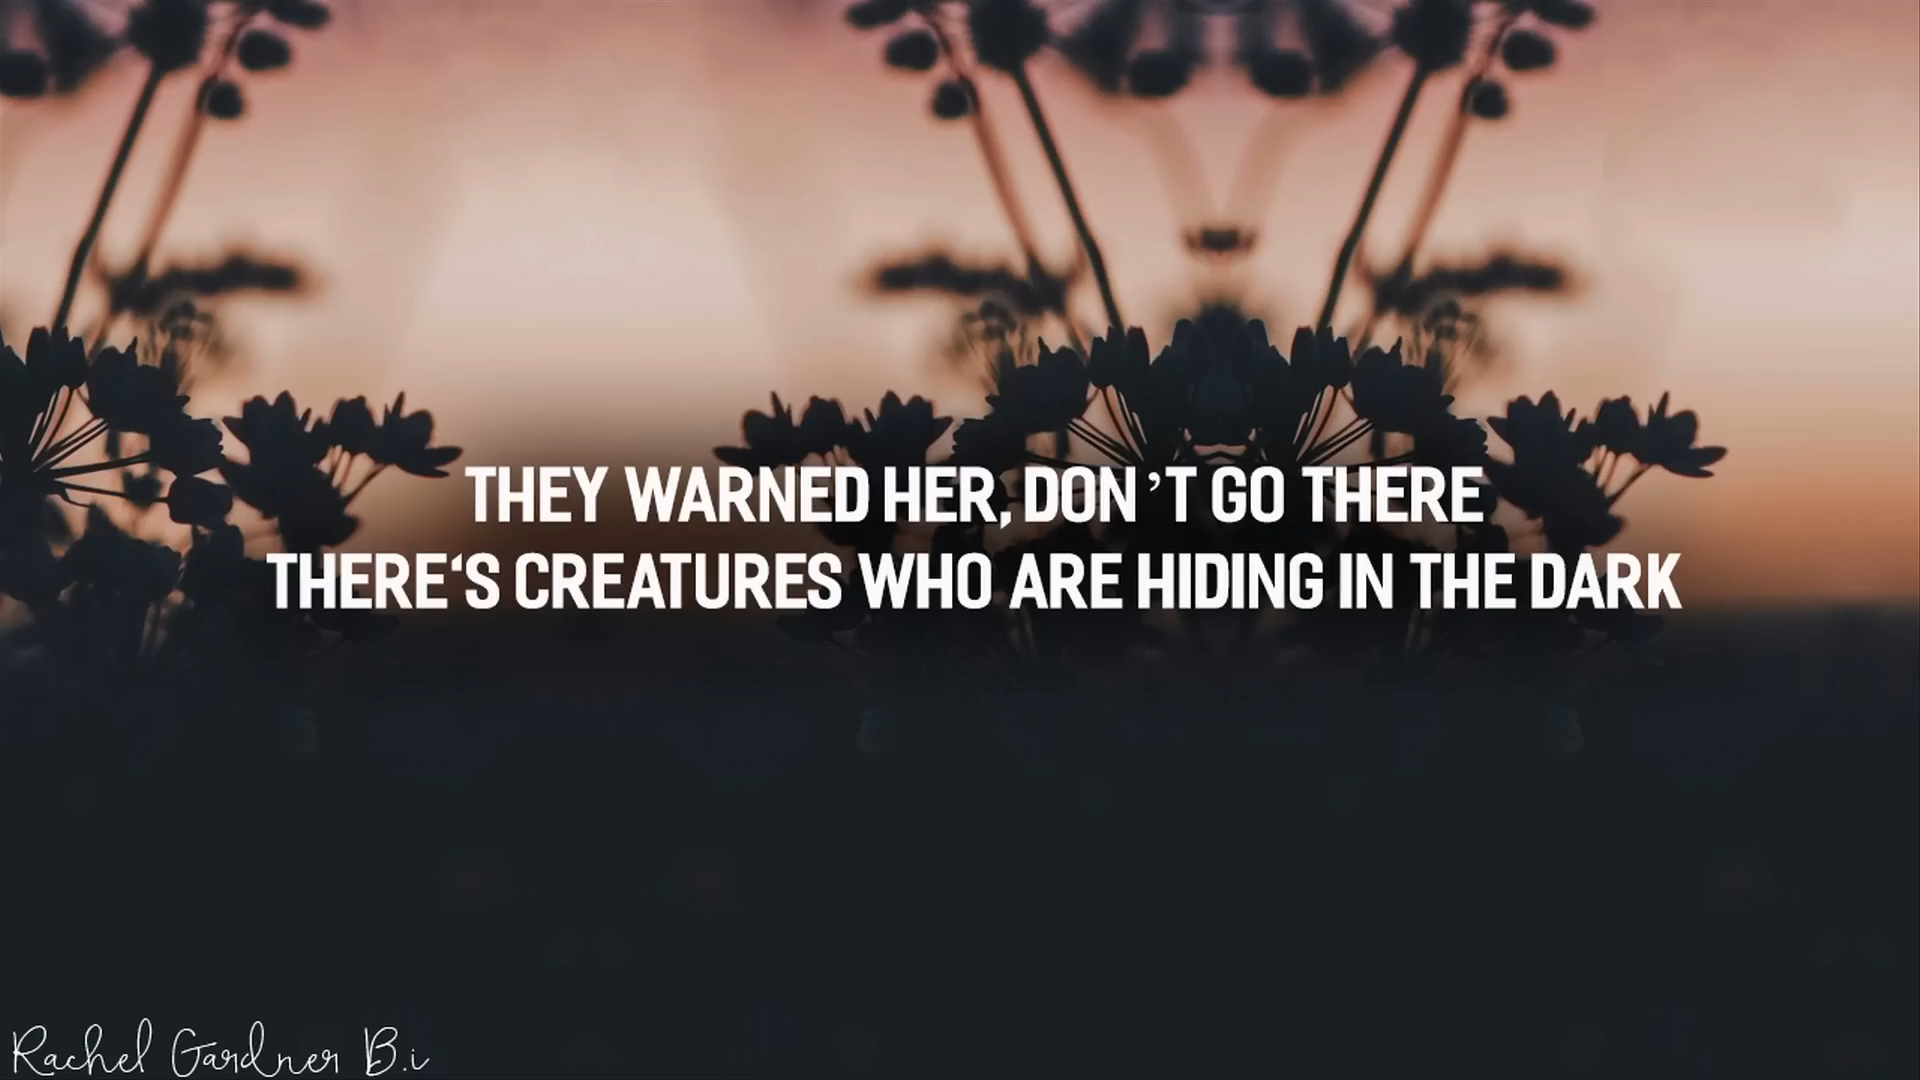 THEY WARNED HER, DON’T GO THERE
THERE‘S CREATURES WHO ARE HIDING IN THE DARK
Rachel Gardner B.i